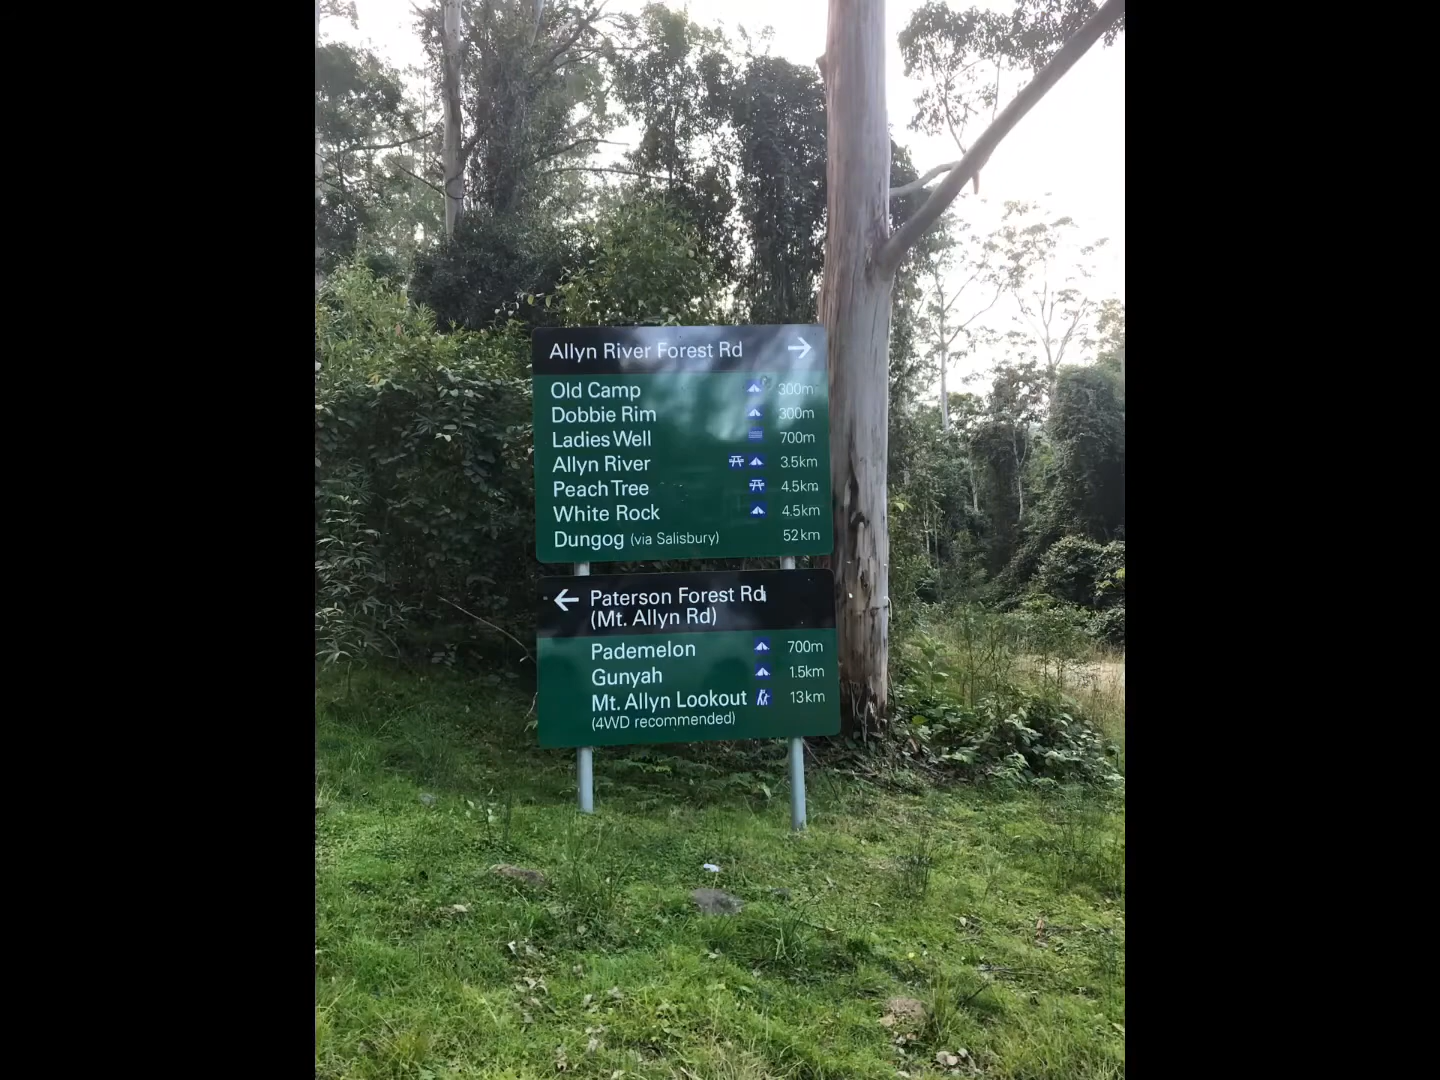 Allyn River Forest Rd →
Old Camp 300m
Dobbie Rim 300m
Ladies Well 700m
Allyn River 3.5km
Peach Tree 4.5km
White Rock 4.5km
Dungog (via Salisbury) 52km
← Paterson Forest Rd
(Mt. Allyn Rd)
Pademelon 700m
Gunyah 1.5km
Mt. Allyn Lookout 13km
(4WD recommended)